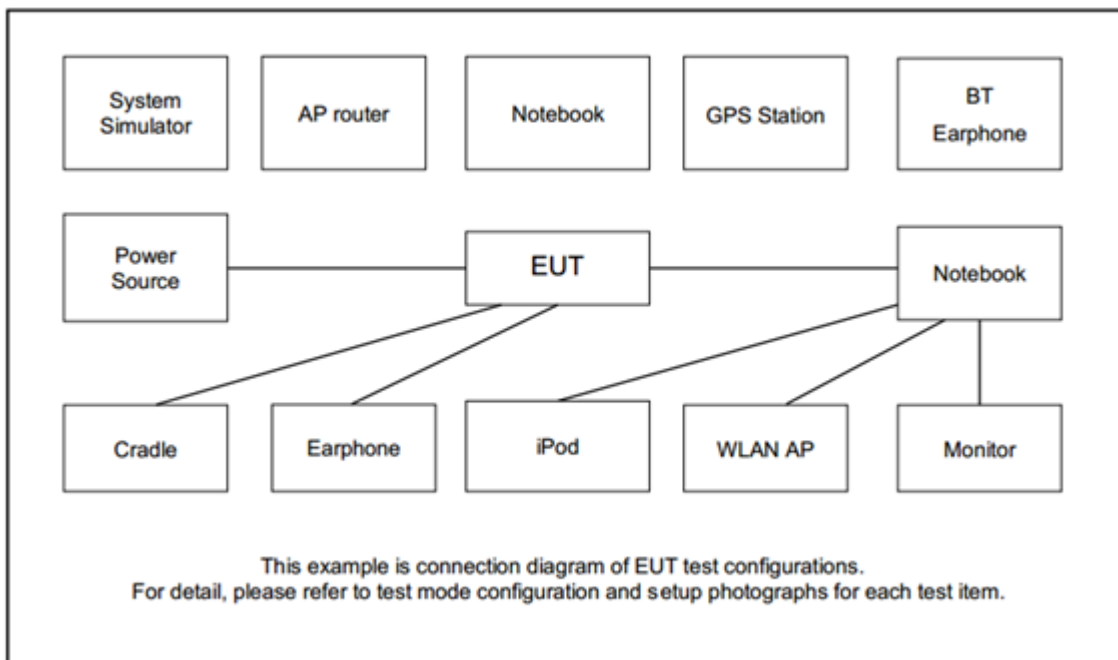 System
Simulator
AP router
Notebook
GPS Station
BT
Earphone
Power
Source
EUT
Notebook
Cradle
Earphone
iPod
WLAN AP
Monitor
This example is connection diagram of EUT test configurations.
For detail, please refer to test mode configuration and setup photographs for each test item.